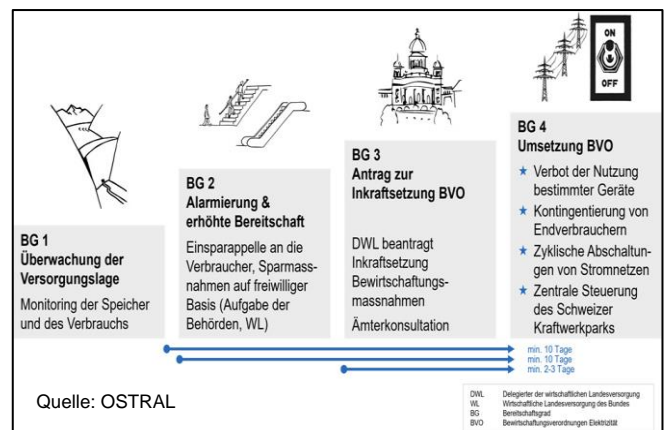 BG 1
Überwachung der
Versorgungslage
Monitoring der Speicher
und des Verbrauchs
BG 2
Alarmierung &
erhöhte Bereitschaft
Einsparappelle an die
Verbraucher, Sparmass-
nahmen auf freiwilliger
Basis (Aufgabe der
Behörden, WL)
BG 3
Antrag zur
Inkraftsetzung BVO
DWL beantragt
Inkraftsetzung
Bewirtschaftungs-
massnahmen
Ämterkonsultation
ON
OFF
BG 4
Umsetzung BVO
★ Verbot der Nutzung
bestimmter Geräte
★ Kontingentierung von
Endverbrauchern
★ Zyklische Abschaltun-
gen von Stromnetzen
★ Zentrale Steuerung
des Schweizer
Kraftwerkparks
min. 10 Tage
min. 10 Tage
min. 2-3 Tage
Quelle: OSTRAL
DWL Delegierter der wirtschaftlichen Landesversorgung
WL Wirtschaftliche Landesversorgung des Bundes
BG Bereitschaftsgrad
BVO Bewirtschaftungsverordnungen Elektrizität